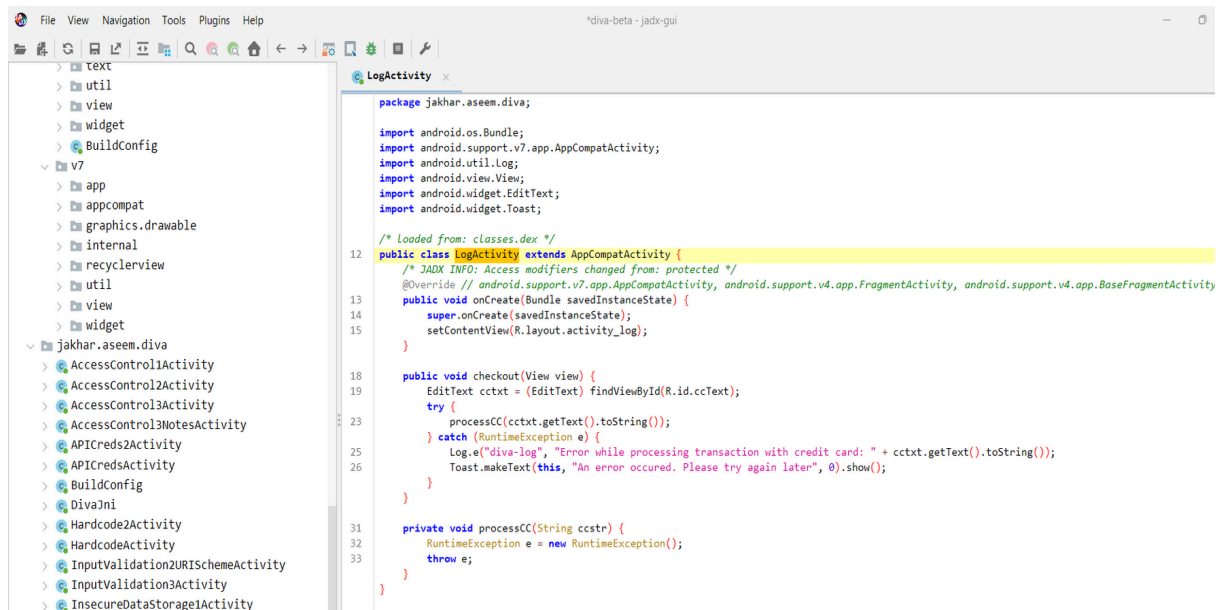 File View Navigation Tools Plugins Help
*diva-beta - jadx-gui
text
util
view
widget
BuildConfig
v7
app
appcompat
graphics.drawable
internal
recyclerview
util
view
widget
jakhar.aseem.diva
AccessControl1Activity
AccessControl2Activity
AccessControl3Activity
AccessControl3NotesActivity
APICreds2Activity
APICredsActivity
BuildConfig
DivaJni
Hardcode2Activity
HardcodeActivity
InputValidation2URISchemeActivity
InputValidation3Activity
InsecureDataStorage1Activity
LogActivity
package jakhar.aseem.diva;
import android.os.Bundle;
import android.support.v7.app.AppCompatActivity;
import android.util.Log;
import android.view.View;
import android.widget.EditText;
import android.widget.Toast;
/* loaded from: classes.dex */
12 public class LogActivity extends AppCompatActivity {
/* JADX INFO: Access modifiers changed from: protected */
@Override // android.support.v7.app.AppCompatActivity, android.support.v4.app.FragmentActivity, android.support.v4.app.BaseFragmentActivity
13 public void onCreate(Bundle savedInstanceState) {
14 super.onCreate(savedInstanceState);
15 setContentView(R.layout.activity_log);
}
18 public void checkout(View view) {
19 EditText cctxt = (EditText) findViewById(R.id.ccText);
try {
23 processCC(cctxt.getText().toString());
} catch (RuntimeException e) {
25 Log.e("diva-log", "Error while processing transaction with credit card: " + cctxt.getText().toString());
26 Toast.makeText(this, "An error occured. Please try again later", 0).show();
}
}
31 private void processCC(String ccstr) {
32 RuntimeException e = new RuntimeException();
33 throw e;
}
}